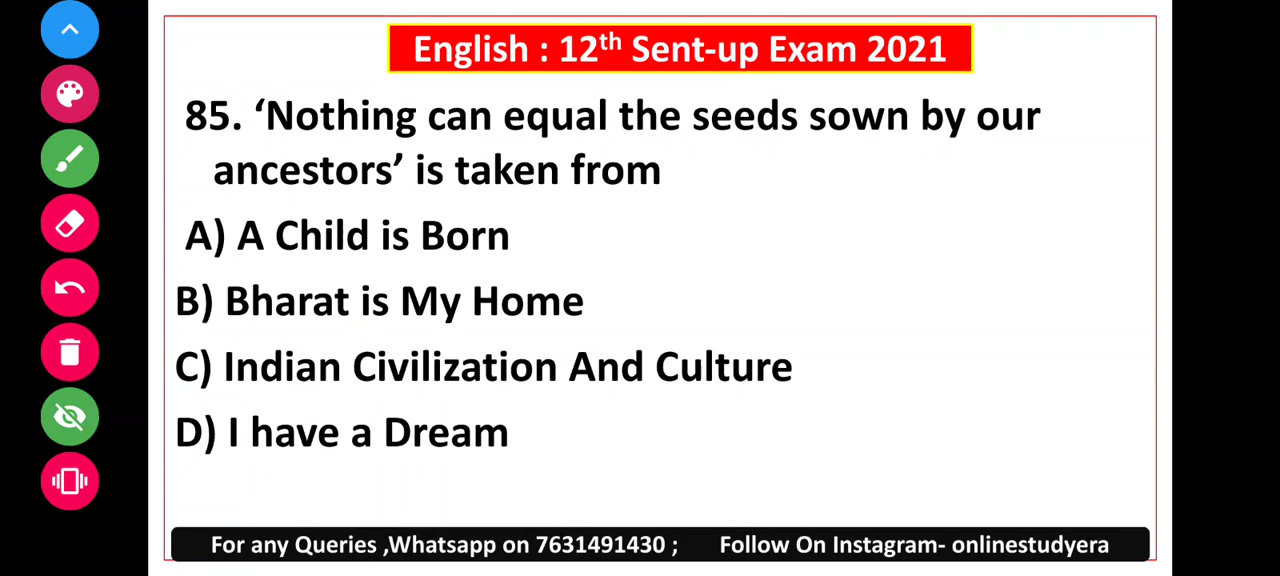 English : 12th Sent-up Exam 2021
85. ‘Nothing can equal the seeds sown by our
ancestors’ is taken from
A) A Child is Born
B) Bharat is My Home
C) Indian Civilization And Culture
D) I have a Dream
For any Queries ,Whatsapp on 7631491430 ; Follow On Instagram- onlinestudyera